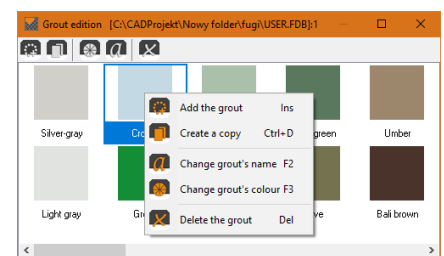 Grout edition [C:\CADProjekt\Nowy folder\fugi\USER.FDB]:1
Add the grout Ins
Create a copy Ctrl+D
Silver-gray Cro green Umber
Change grout's name F2
Change grout's colour F3
Light gray Gr ve Bali brown
Delete the grout Del